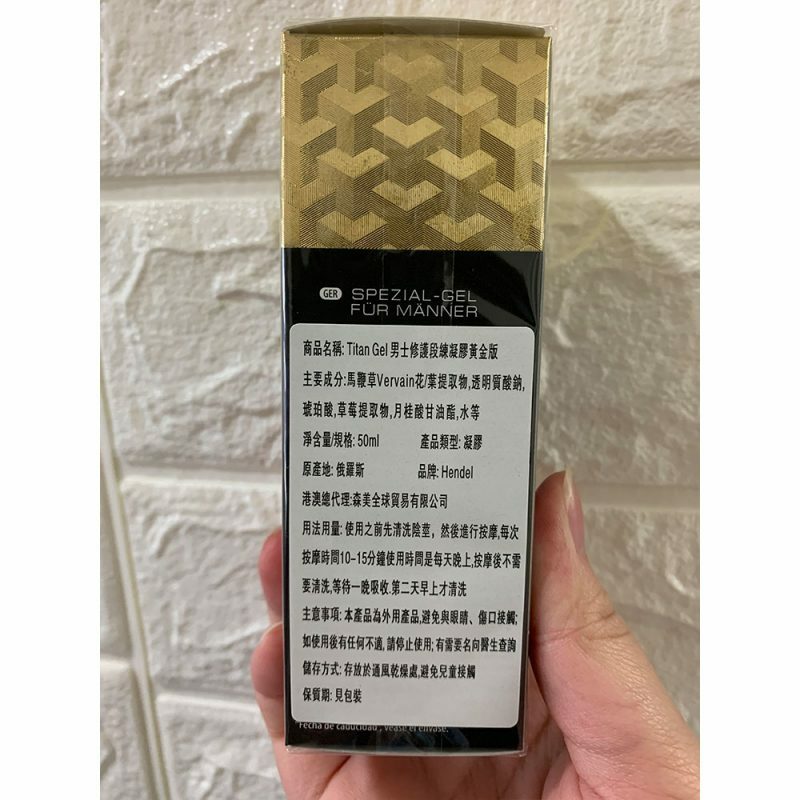 GER SPEZIAL-GEL
FÜR MÄNNER
商品名稱: Titan Gel 男士修護段練凝膠黃金版
主要成分:馬鞭草Vervain花/葉提取物,透明質酸鈉,
琥珀酸,草莓提取物,月桂酸甘油酯,水等
淨含量/規格: 50ml 產品類型: 凝膠
原產地: 俄羅斯 品牌: Hendel
港澳總代理:森美全球貿易有限公司
用法用量: 使用之前先清洗陰莖，然後進行按摩,每次
按摩時間10-15分鐘使用時間是每天晚上,按摩後不需
要清洗,等待一晚吸收.第二天早上才清洗
主意事項: 本產品為外用產品,避免與眼睛、傷口接觸;
如使用後有任何不適,請停止使用; 有需要名向醫生查詢
儲存方式: 存放於通風乾燥處,避免兒童接觸
保質期: 見包裝
Fecha de caducidad , véase el envase.